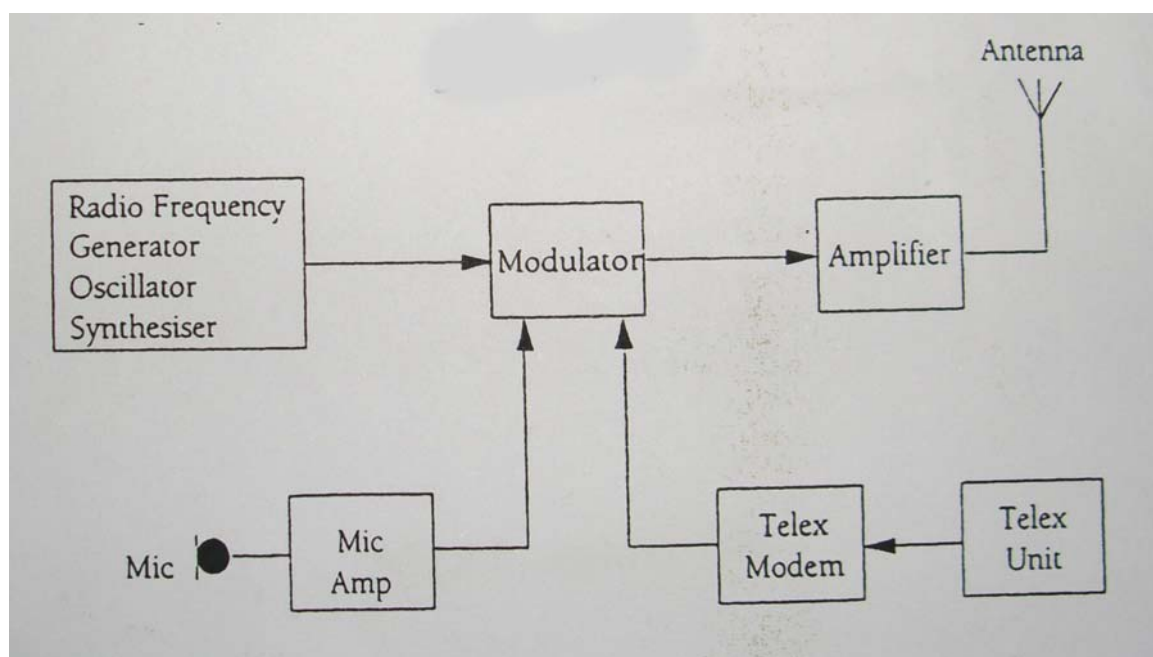 Antenna
Radio Frequency
Generator
Oscillator
Synthesiser
Modulator
Amplifier
Mic
Mic
Amp
Telex
Modem
Telex
Unit